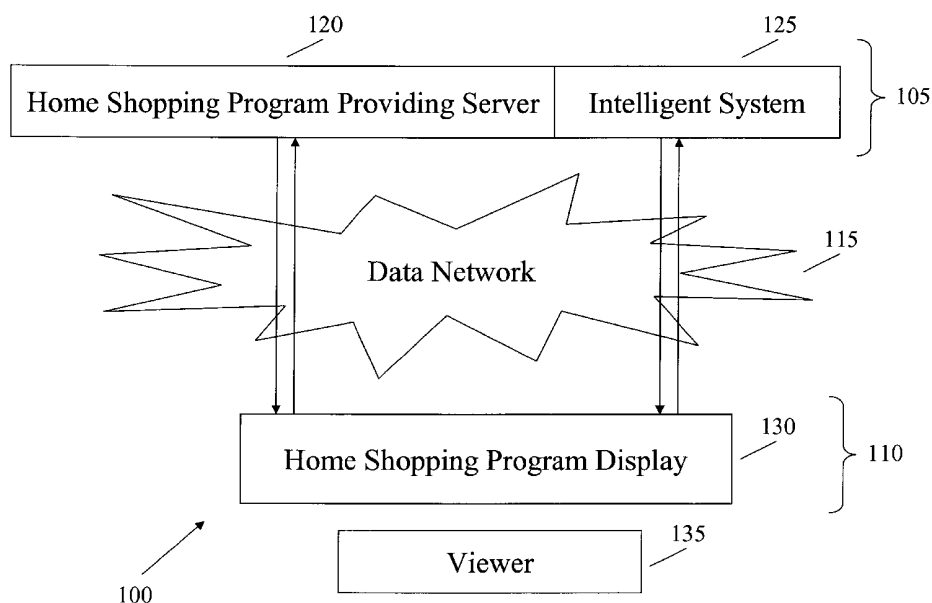 120
125
Home Shopping Program Providing Server
Intelligent System
105
Data Network
115
Home Shopping Program Display
130
110
Viewer
135
100